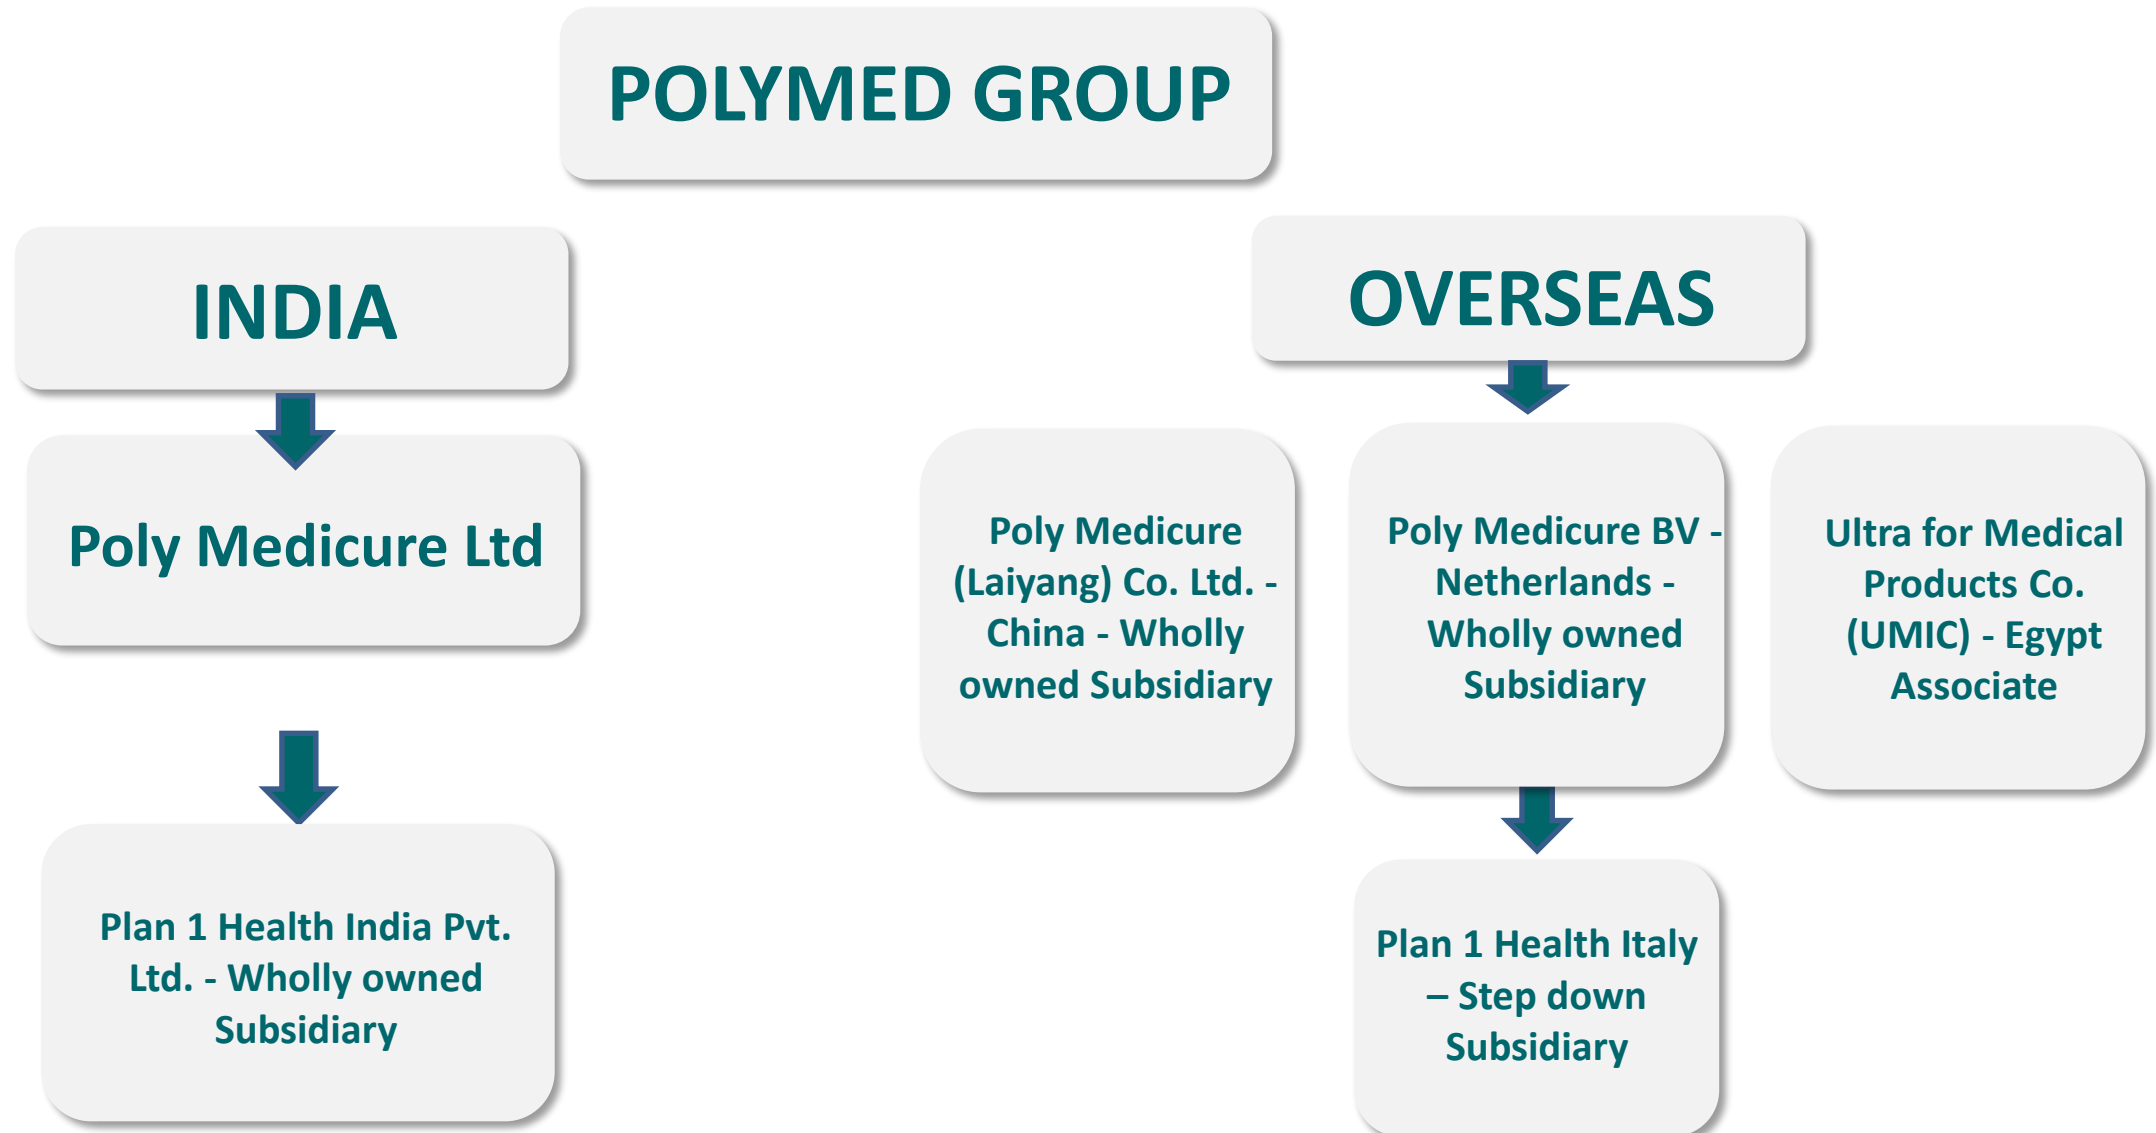 POLYMED GROUP
INDIA
OVERSEAS
Poly Medicure Ltd
Poly Medicure
(Laiyang) Co. Ltd. -
China - Wholly
owned Subsidiary
Poly Medicure BV -
Netherlands -
Wholly owned
Subsidiary
Ultra for Medical
Products Co.
(UMIC) - Egypt
Associate
Plan 1 Health India Pvt.
Ltd. - Wholly owned
Subsidiary
Plan 1 Health Italy
– Step down
Subsidiary